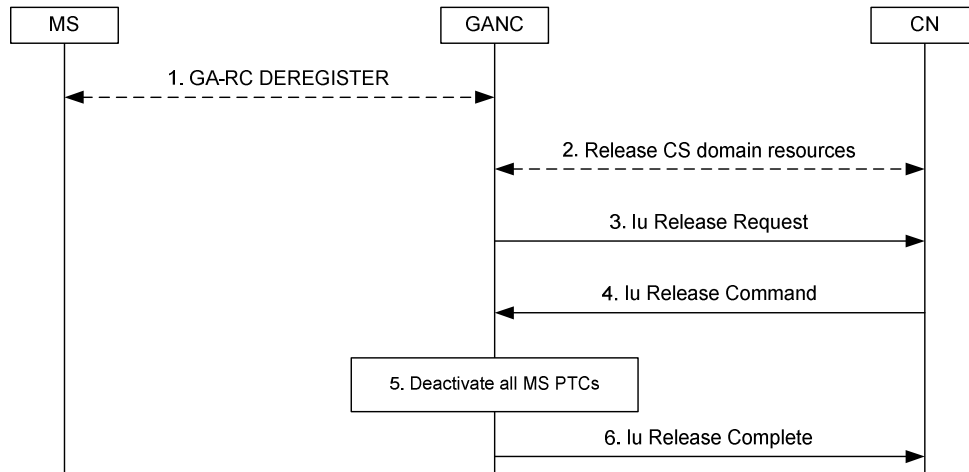 MS GANC CN
1. GA-RC DEREGISTER
2. Release CS domain resources
3. Iu Release Request
4. Iu Release Command
5. Deactivate all MS PTCs
6. Iu Release Complete